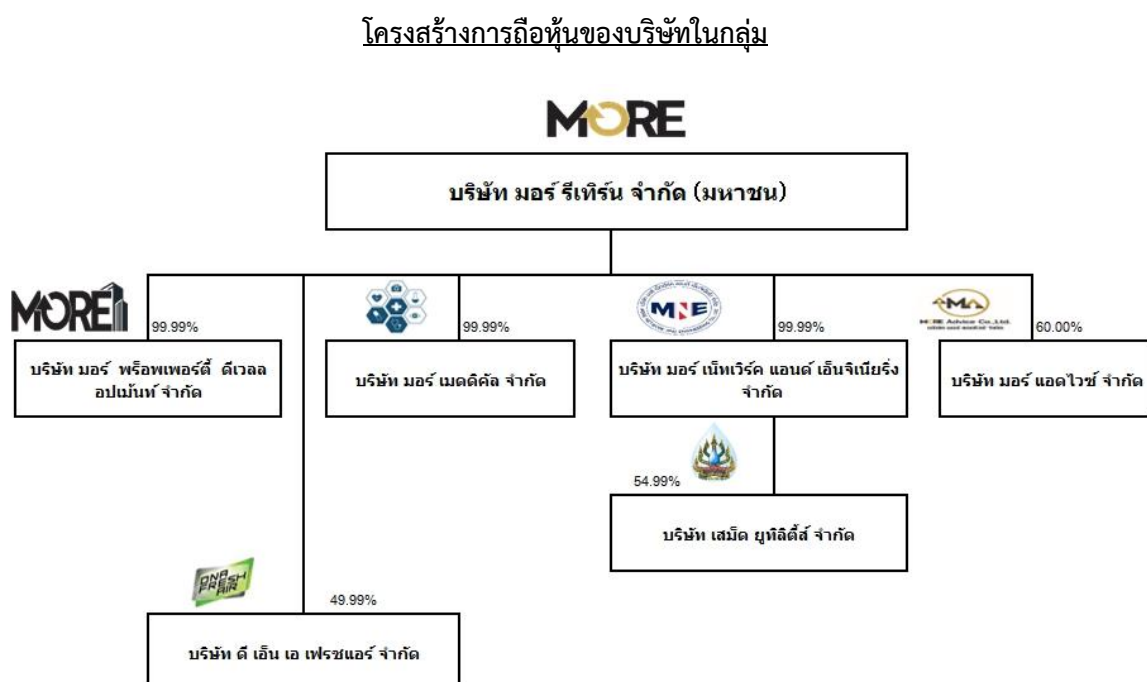 โครงสร้างการถือหุ้นของบริษัทในกลุ่ม
MORE
บริษัท มอร์ รีเทิร์น จำกัด (มหาชน)
MORE
99.99%
99.99%
MNE
99.99%
MA
MORE Advice Co.,Ltd.
60.00%
บริษัท มอร์ พร็อพเพอร์ตี้ ดีเวลล
อปเม้นท์ จำกัด
บริษัท มอร์ เมดดิคัล จำกัด
บริษัท มอร์ เน็ทเวิร์ค แอนด์ เอ็นจิเนียริ่ง
จำกัด
บริษัท มอร์ แอดไวซ์ จำกัด
54.99%
บริษัท เสม็ด ยูทิลิตี้ส์ จำกัด
DNA
FRESH
AIR
49.99%
บริษัท ดี เอ็น เอ เฟรชแอร์ จำกัด